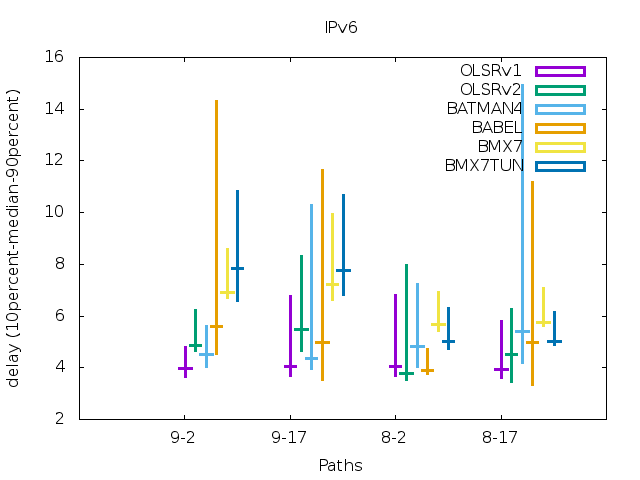 IPv6
16
14
12
10
8
6
4
2
delay (10percent-median-90percent)
OLSRv1
OLSRv2
BATMAN4
BABEL
BMX7
BMX7TUN
9-2 9-17 8-2 8-17
Paths